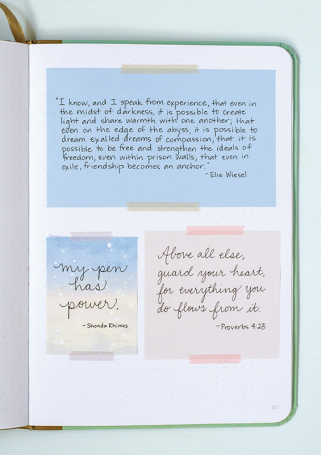 "I know, and I speak from experience, that even in
the midst of darkness, it is possible to create
light and share warmth with one another; that
even on the edge of the abyss, it is possible to
dream exalted dreams of compassion; that it is
possible to be free and strengthen the ideals of
freedom, even within prison walls; that even in
exile, friendship becomes an anchor."
- Elie Wiesel
my pen
has
power.
- Shonda Rhimes
Above all else,
guard your heart,
for everything you
do flows from it.
- Proverbs 4:23